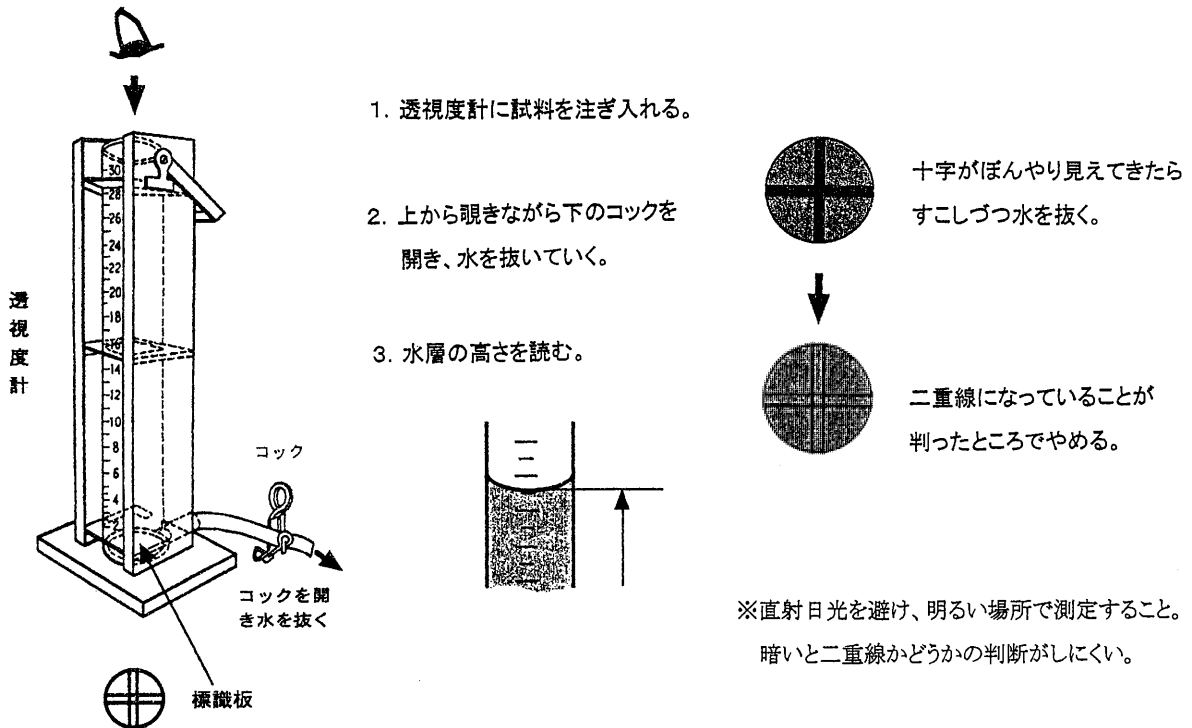 透視度計
30
28
26
24
22
20
18
16
14
12
10
8
6
4
2
コック
コックを開
き水を抜く
標識板
1. 透視度計に試料を注ぎ入れる。
2. 上から覗きながら下のコックを
開き、水を抜いていく。
3. 水層の高さを読む。
十字がぼんやり見えてきたら
すこしづつ水を抜く。
二重線になっていることが
判ったところでやめる。
※直射日光を避け、明るい場所で測定すること。
暗いと二重線かどうかの判断がしにくい。